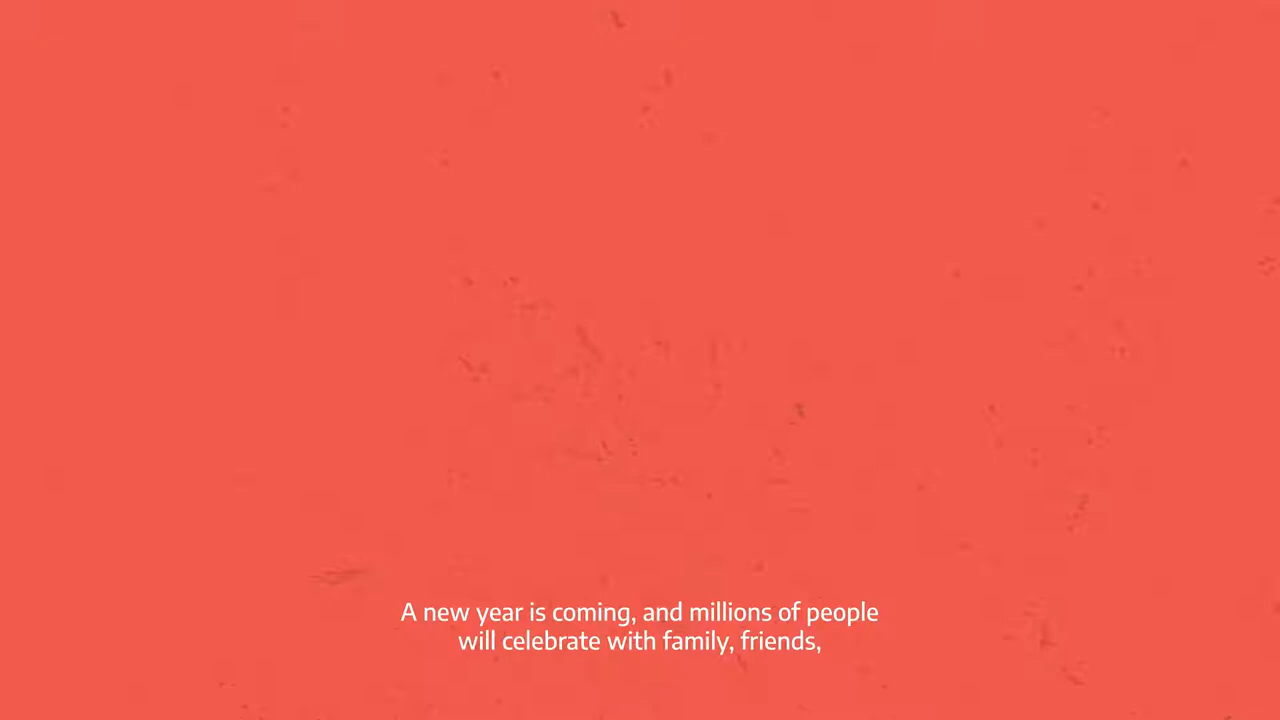 A new year is coming, and millions of people
will celebrate with family, friends,